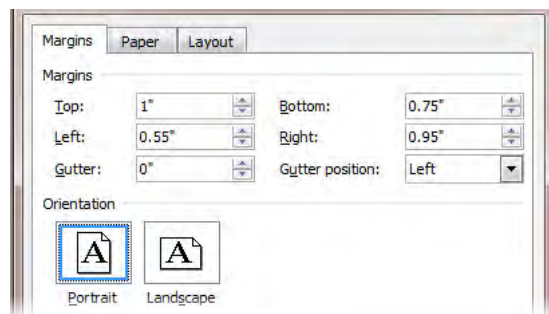 Margins Paper Layout
Margins
Top: 1" Bottom: 0.75"
Left: 0.55" Right: 0.95"
Gutter: 0" Gutter position: Left
Orientation
A A
Portrait Landscape